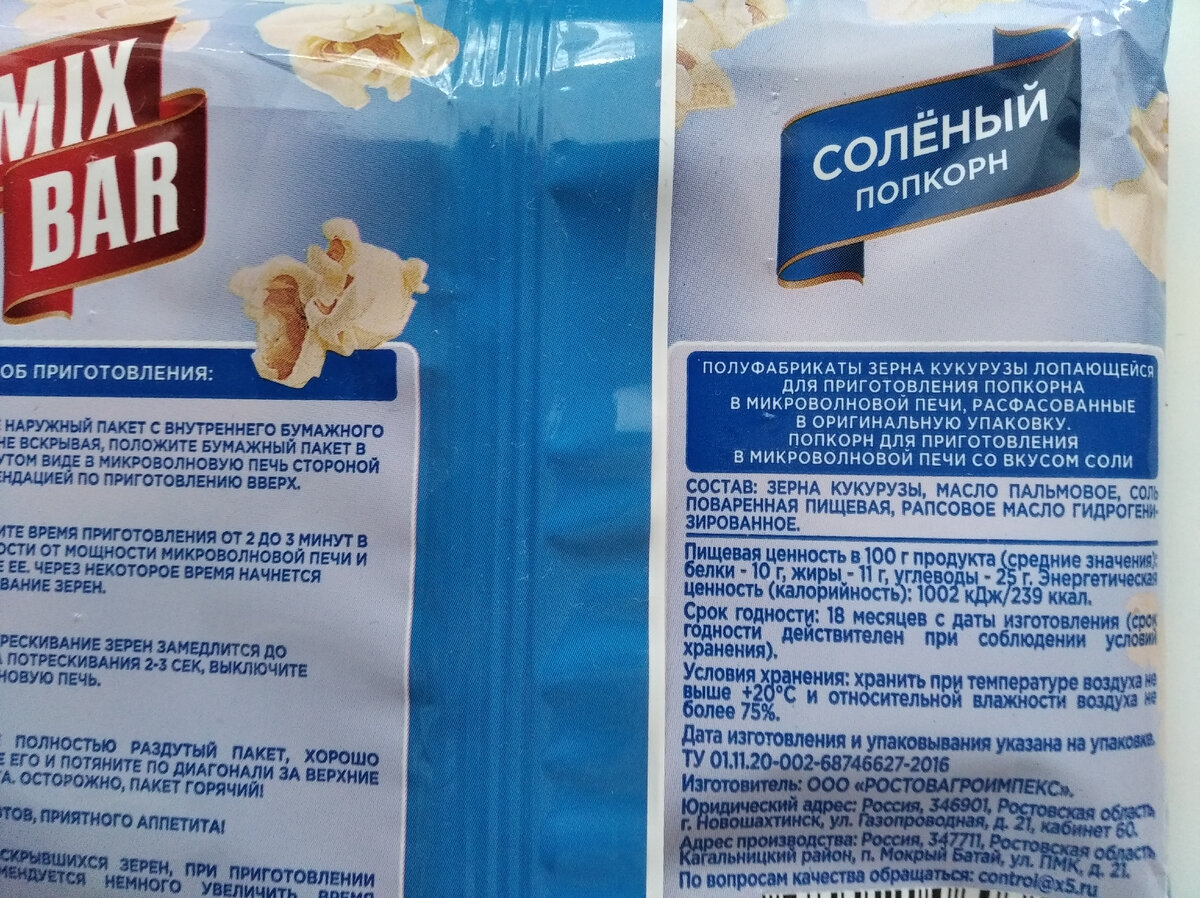 MIX
BAR
ОБ ПРИГОТОВЛЕНИЯ:
НАРУЖНЫЙ ПАКЕТ С ВНУТРЕННЕГО БУМАЖНОГО
НЕ ВСКРЫВАЯ, ПОЛОЖИТЕ БУМАЖНЫЙ ПАКЕТ В
УТОМ ВИДЕ В МИКРОВОЛНОВУЮ ПЕЧЬ СТОРОНОЙ
ЕНДАЦИЕЙ ПО ПРИГОТОВЛЕНИЮ ВВЕРХ.
ИТЕ ВРЕМЯ ПРИГОТОВЛЕНИЯ ОТ 2 ДО 3 МИНУТ В
ОСТИ ОТ МОЩНОСТИ МИКРОВОЛНОВОЙ ПЕЧИ И
Е ЕЕ. ЧЕРЕЗ НЕКОТОРОЕ ВРЕМЯ НАЧНЕТСЯ
ВАНИЕ ЗЕРЕН.
РЕСКИВАНИЕ ЗЕРЕН ЗАМЕДЛИТСЯ ДО
А ПОТРЕСКИВАНИЯ 2-3 СЕК, ВЫКЛЮЧИТЕ
НОВУЮ ПЕЧЬ.
Е ПОЛНОСТЬЮ РАЗДУТЫЙ ПАКЕТ, ХОРОШО
Е ЕГО И ПОТЯНИТЕ ПО ДИАГОНАЛИ ЗА ВЕРХНИЕ
ТА. ОСТОРОЖНО, ПАКЕТ ГОРЯЧИЙ!
ОТОВ, ПРИЯТНОГО АППЕТИТА!
СКРЫВШИХСЯ ЗЕРЕН, ПРИ ПРИГОТОВЛЕНИИ
МЕНДУЕТСЯ НЕМНОГО УВЕЛИЧИТЬ ВРЕМЯ
СОЛЁНЫЙ
ПОПКОРН
ПОЛУФАБРИКАТЫ ЗЕРНА КУКУРУЗЫ ЛОПАЮЩЕЙСЯ
ДЛЯ ПРИГОТОВЛЕНИЯ ПОПКОРНА
В МИКРОВОЛНОВОЙ ПЕЧИ, РАСФАСОВАННЫЕ
В ОРИГИНАЛЬНУЮ УПАКОВКУ.
ПОПКОРН ДЛЯ ПРИГОТОВЛЕНИЯ
В МИКРОВОЛНОВОЙ ПЕЧИ СО ВКУСОМ СОЛИ
СОСТАВ: ЗЕРНА КУКУРУЗЫ, МАСЛО ПАЛЬМОВОЕ, СОЛЬ
ПОВАРЕННАЯ ПИЩЕВАЯ, РАПСОВОЕ МАСЛО ГИДРОГЕНИ-
ЗИРОВАННОЕ.
Пищевая ценность в 100 г продукта (средние значения):
белки - 10 г, жиры - 11 г, углеводы - 25 г. Энергетическая
ценность (калорийность): 1002 кДж/239 ккал.
Срок годности: 18 месяцев с даты изготовления (срок
годности действителен при соблюдении условий
хранения).
Условия хранения: хранить при температуре воздуха не
выше +20°С и относительной влажности воздуха не
более 75%.
Дата изготовления и упаковывания указана на упаковке.
ТУ 01.11.20-002-68746627-2016
Изготовитель: ООО «РОСТОВАГРОИМПЕКС».
Юридический адрес: Россия, 346901, Ростовская область,
г. Новошахтинск, ул. Газопроводная, д. 21, кабинет 60.
Адрес производства: Россия, 347711, Ростовская область,
Кагальницкий район, п. Мокрый Батай, ул. ПМК, д. 21.
По вопросам качества обращаться: control@x5.ru